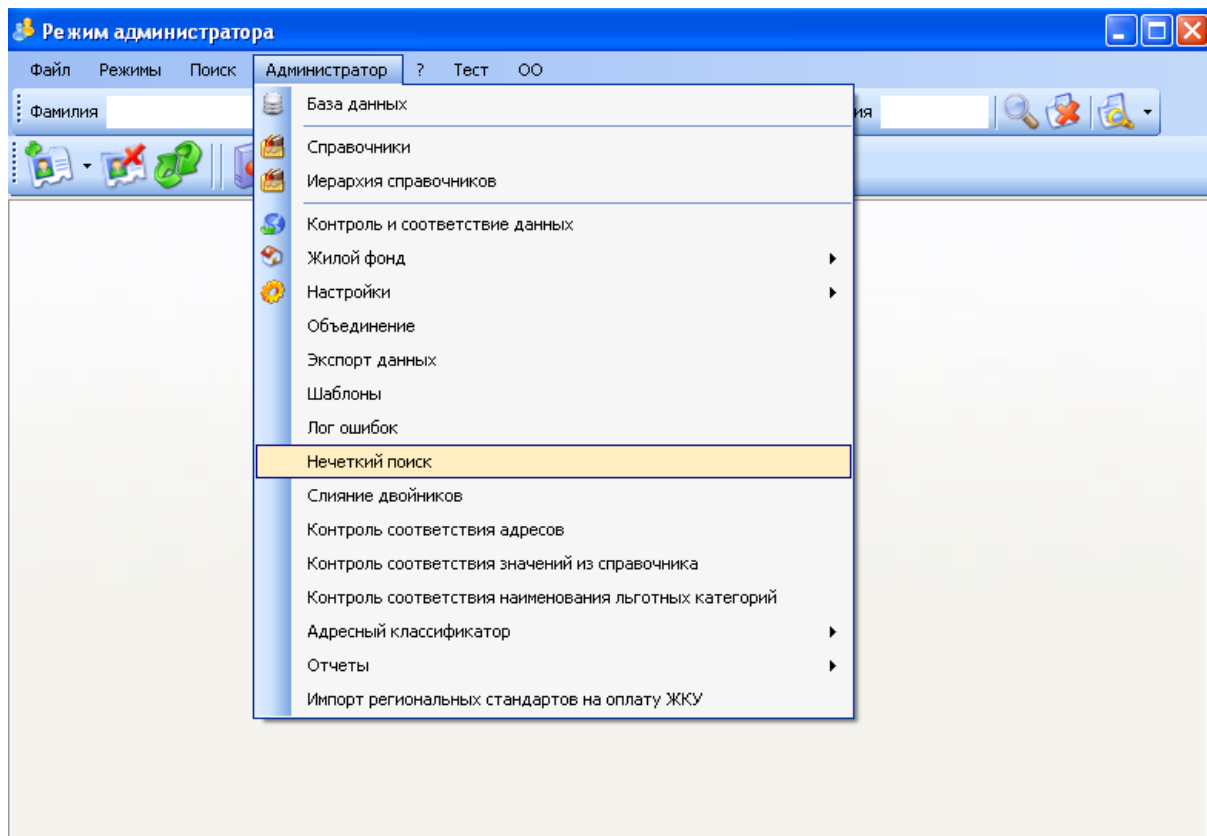 Режим администратора
Файл Режимы Поиск Администратор ? Тест ОО
Фамилия ия
База данных
Справочники
Иерархия справочников
Контроль и соответствие данных
Жилой фонд
Настройки
Объединение
Экспорт данных
Шаблоны
Лог ошибок
Нечеткий поиск
Слияние двойников
Контроль соответствия адресов
Контроль соответствия значений из справочника
Контроль соответствия наименования льготных категорий
Адресный классификатор
Отчеты
Импорт региональных стандартов на оплату ЖКУ